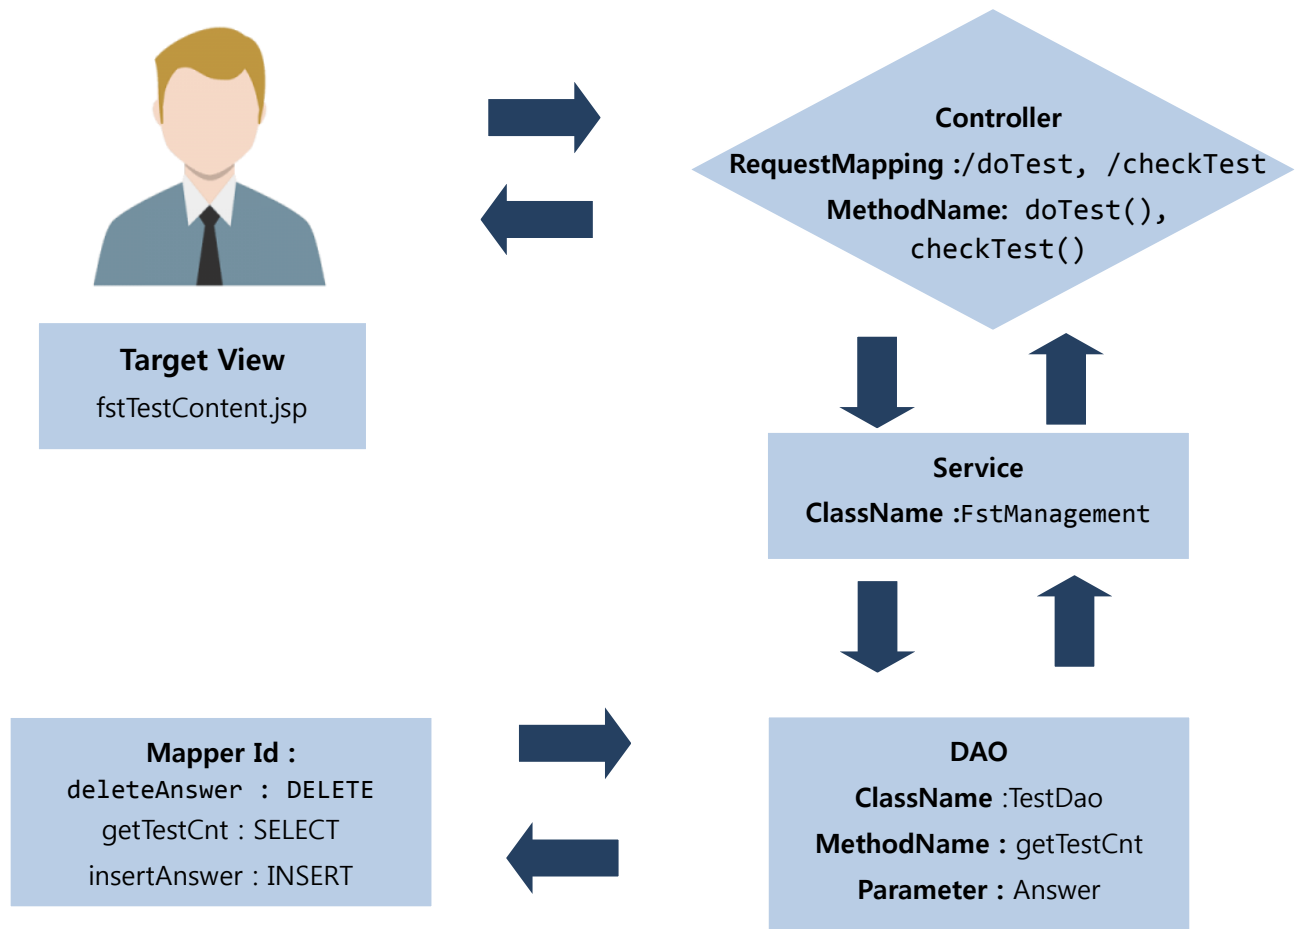 Controller
RequestMapping :/doTest, /checkTest
MethodName: doTest(),
checkTest()
Target View
fstTestContent.jsp
Service
ClassName :FstManagement
Mapper Id :
deleteAnswer : DELETE
getTestCnt : SELECT
insertAnswer : INSERT
DAO
ClassName :TestDao
MethodName : getTestCnt
Parameter : Answer